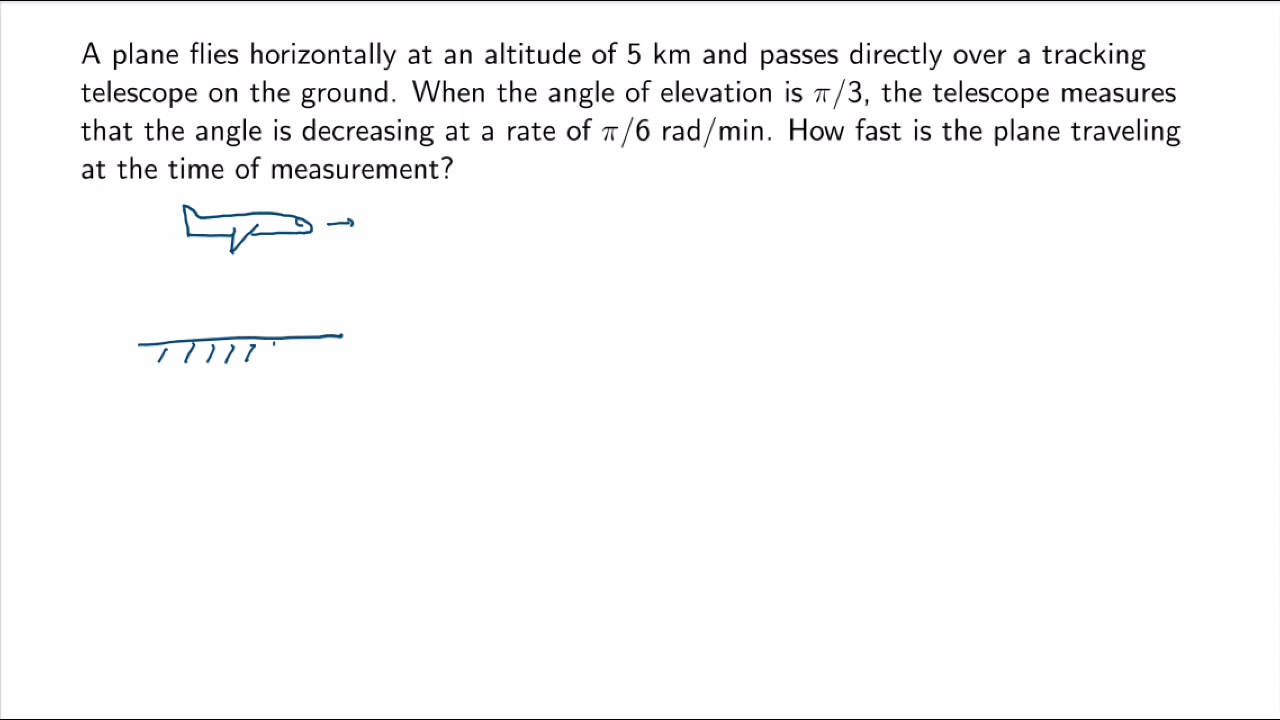 A plane flies horizontally at an altitude of 5 km and passes directly over a tracking
telescope on the ground. When the angle of elevation is π/3, the telescope measures
that the angle is decreasing at a rate of π/6 rad/min. How fast is the plane traveling
at the time of measurement?